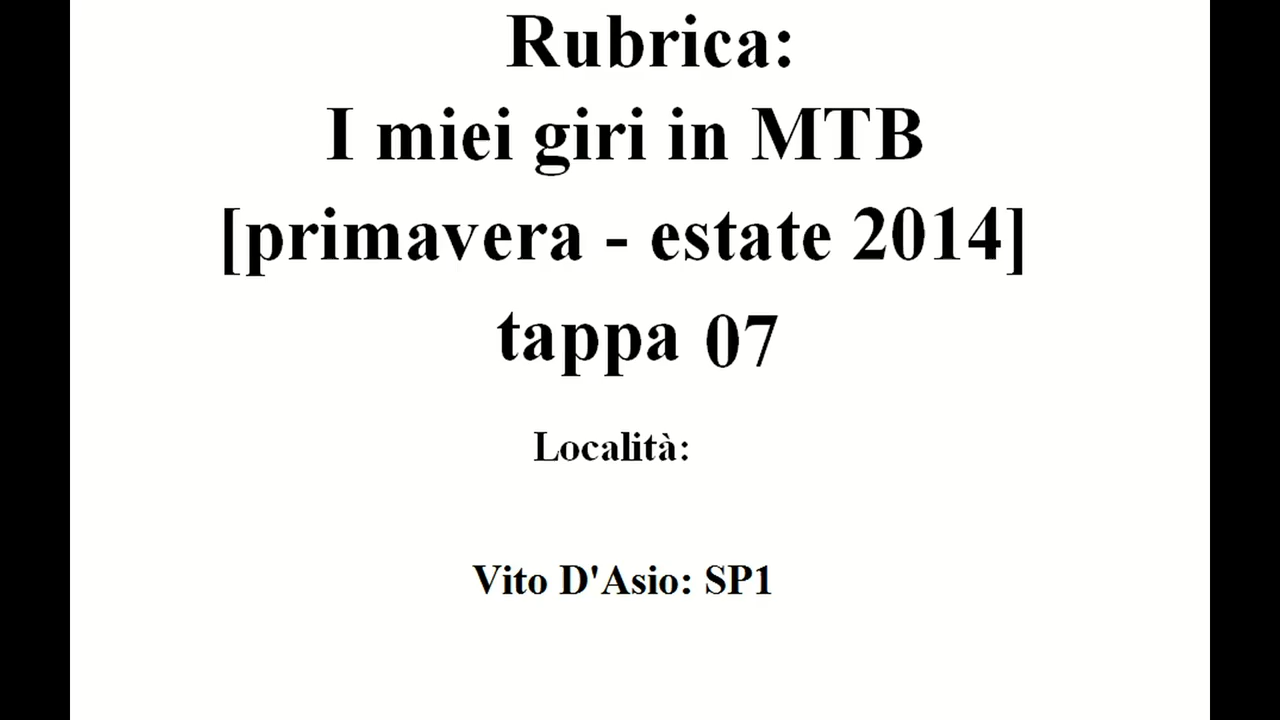 Rubrica:
I miei giri in MTB
[primavera - estate 2014]
tappa 07
Località:
Vito D'Asio: SP1